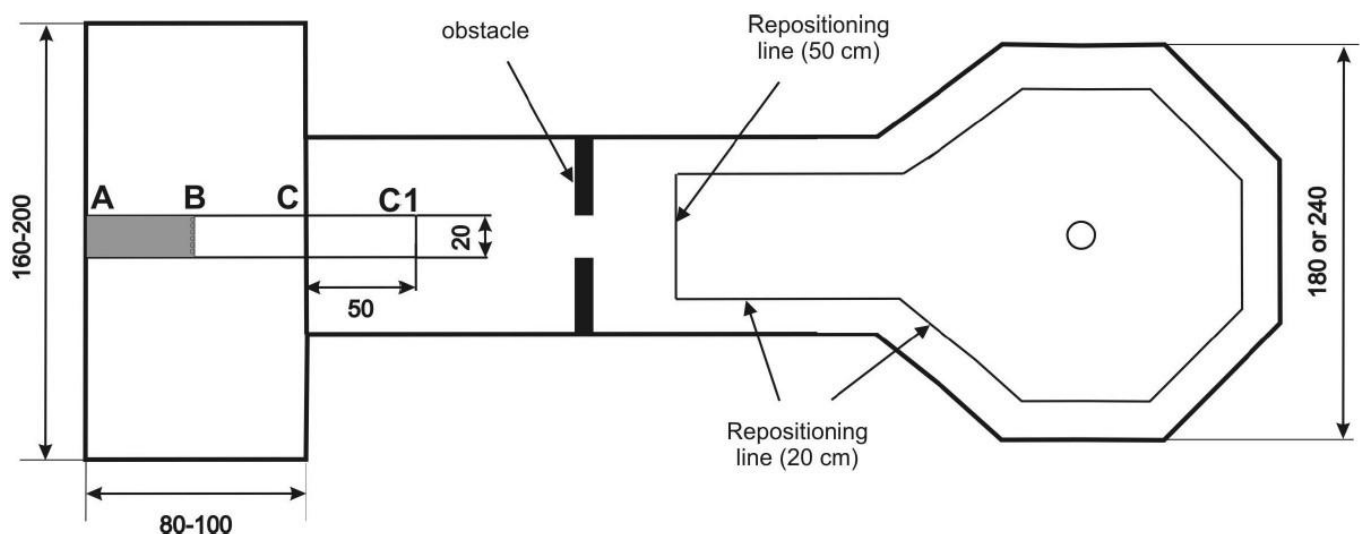 obstacle
Repositioning
line (50 cm)
A
B
C
C1
160-200
20
50
180 or 240
Repositioning
line (20 cm)
80-100